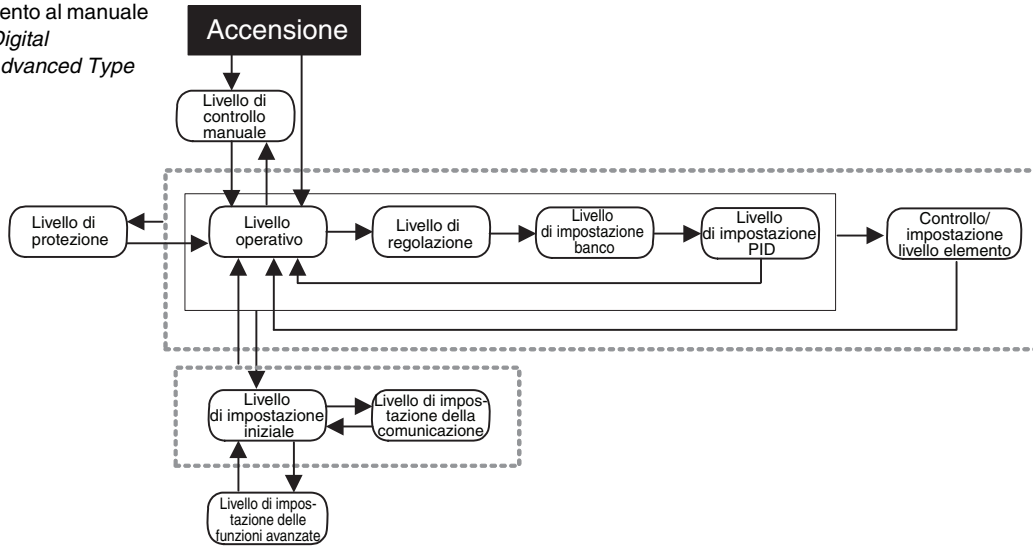 ento al manuale
Digital
dvanced Type
Accensione
Livello di
controllo
manuale
Livello di
protezione
Livello
operativo
Livello di
regolazione
Livello
di impostazione
banco
Livello
di impostazione
PID
Controllo/
impostazione
livello elemento
Livello
di impostazione
iniziale
Livello di impos-
tazione della
comunicazione
Livello di impos-
tazione delle
funzioni avanzate